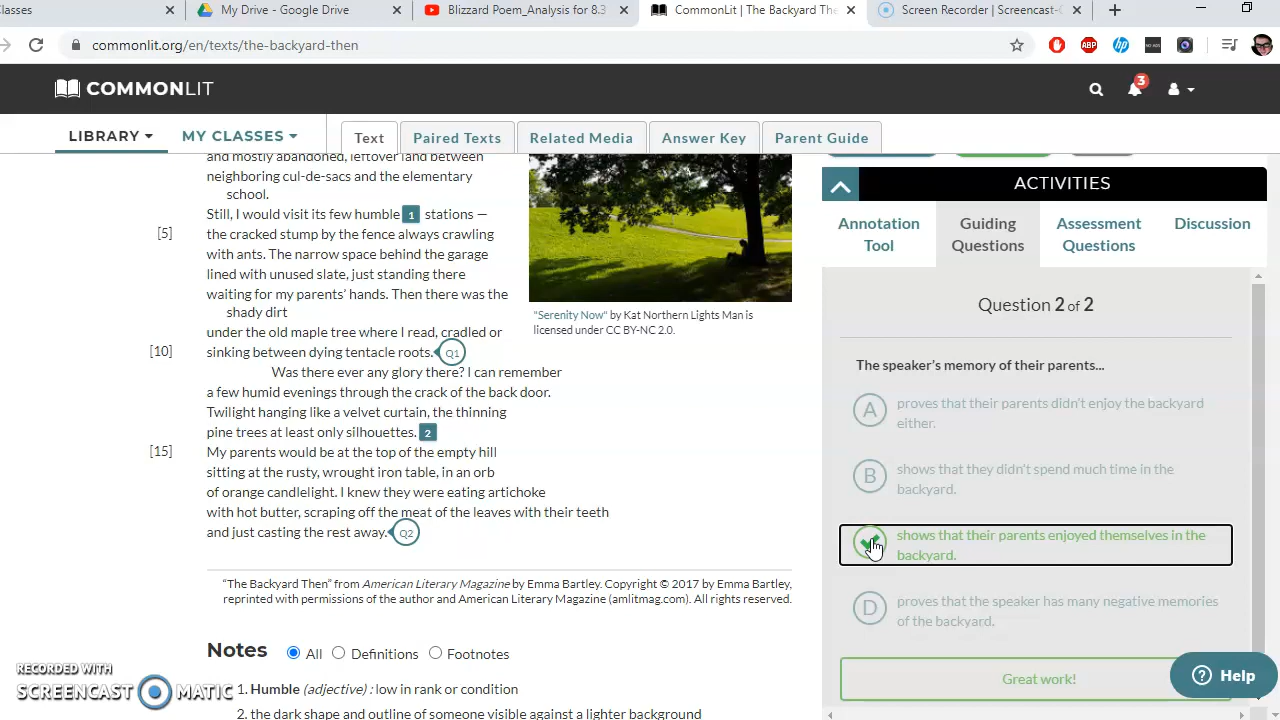 Classes
My Drive - Google Drive
Blizzard Poem_Analysis for 8.3
CommonLit | The Backyard The
Screen Recorder | Screencast-O
commonlit.org/en/texts/the-backyard-then
ABP
hp
COMMONLIT
3
LIBRARY
MY CLASSES
Text
Paired Texts
Related Media
Answer Key
Parent Guide
and mostly abandoned, leftover land between
neighboring cul-de-sacs and the elementary
school.
Still, I would visit its few humble 1 stations —
[5] the cracked stump by the fence always crawling
with ants. The narrow space behind the garage
lined with unused slate, just standing there
waiting for my parents' hands. Then there was the
shady dirt
under the old maple tree where I read, cradled or
[10] sinking between dying tentacle roots. Q1
Was there ever any glory there? I can remember
a few humid evenings through the crack of the back door.
Twilight hanging like a velvet curtain, the thinning
pine trees at least only silhouettes. 2
[15] My parents would be at the top of the empty hill
sitting at the rusty, wrought iron table, in an orb
of orange candlelight. I knew they were eating artichoke
with hot butter, scraping off the meat of the leaves with their teeth
and just casting the rest away. Q2
"Serenity Now" by Kat Northern Lights Man is
licensed under CC BY-NC 2.0.
"The Backyard Then" from American Literary Magazine by Emma Bartley. Copyright © 2017 by Emma Bartley,
reprinted with permissions of the author and American Literary Magazine (amlitmag.com). All rights reserved.
Notes
All
Definitions
Footnotes
1. Humble (adjective) : low in rank or condition
2. the dark shape and outline of someone visible against a lighter background
ACTIVITIES
Annotation
Tool
Guiding
Questions
Assessment
Questions
Discussion
Question 2 of 2
The speaker's memory of their parents...
A proves that their parents didn't enjoy the backyard
either.
B shows that they didn't spend much time in the
backyard.
shows that their parents enjoyed themselves in the
backyard.
D proves that the speaker has many negative memories
of the backyard.
Great work!
Help
RECORDED WITH
SCREENCAST MATIC